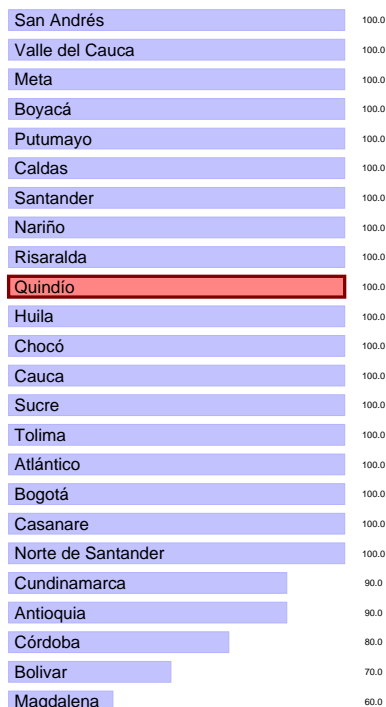 San Andrés 100.0
Valle del Cauca 100.0
Meta 100.0
Boyacá 100.0
Putumayo 100.0
Caldas 100.0
Santander 100.0
Nariño 100.0
Risaralda 100.0
Quindío 100.0
Huila 100.0
Chocó 100.0
Cauca 100.0
Sucre 100.0
Tolima 100.0
Atlántico 100.0
Bogotá 100.0
Casanare 100.0
Norte de Santander 100.0
Cundinamarca 90.0
Antioquia 90.0
Córdoba 80.0
Bolivar 70.0
Magdalena 60.0